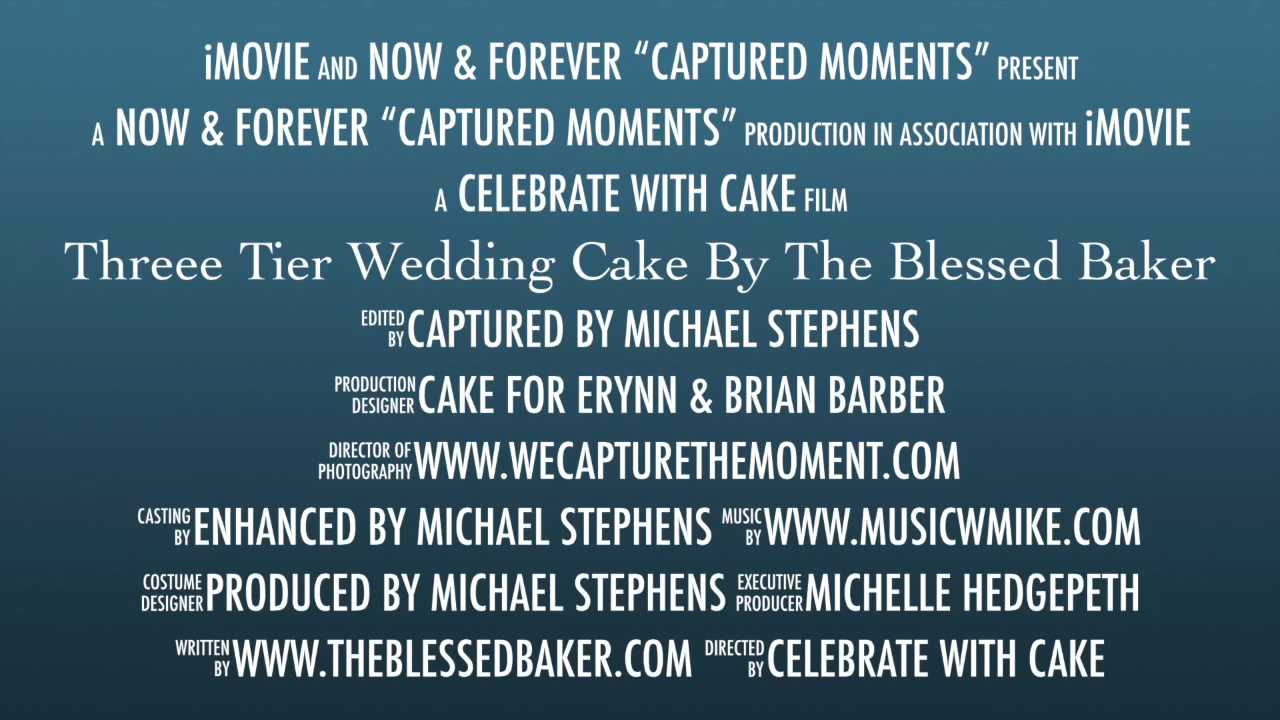 iMOVIE AND NOW & FOREVER “CAPTURED MOMENTS” PRESENT
A NOW & FOREVER “CAPTURED MOMENTS” PRODUCTION IN ASSOCIATION WITH iMOVIE
A CELEBRATE WITH CAKE FILM
Threee Tier Wedding Cake By The Blessed Baker
EDITED BY CAPTURED BY MICHAEL STEPHENS
PRODUCTION DESIGNER CAKE FOR ERYNN & BRIAN BARBER
DIRECTOR OF PHOTOGRAPHY WWW.WECAPTURETHEMOMENT.COM
CASTING BY ENHANCED BY MICHAEL STEPHENS MUSIC BY WWW.MUSICWMIKE.COM
COSTUME DESIGNER PRODUCED BY MICHAEL STEPHENS EXECUTIVE PRODUCER MICHELLE HEDGEPETH
WRITTEN BY WWW.THEBLESSEDBAKER.COM DIRECTED BY CELEBRATE WITH CAKE